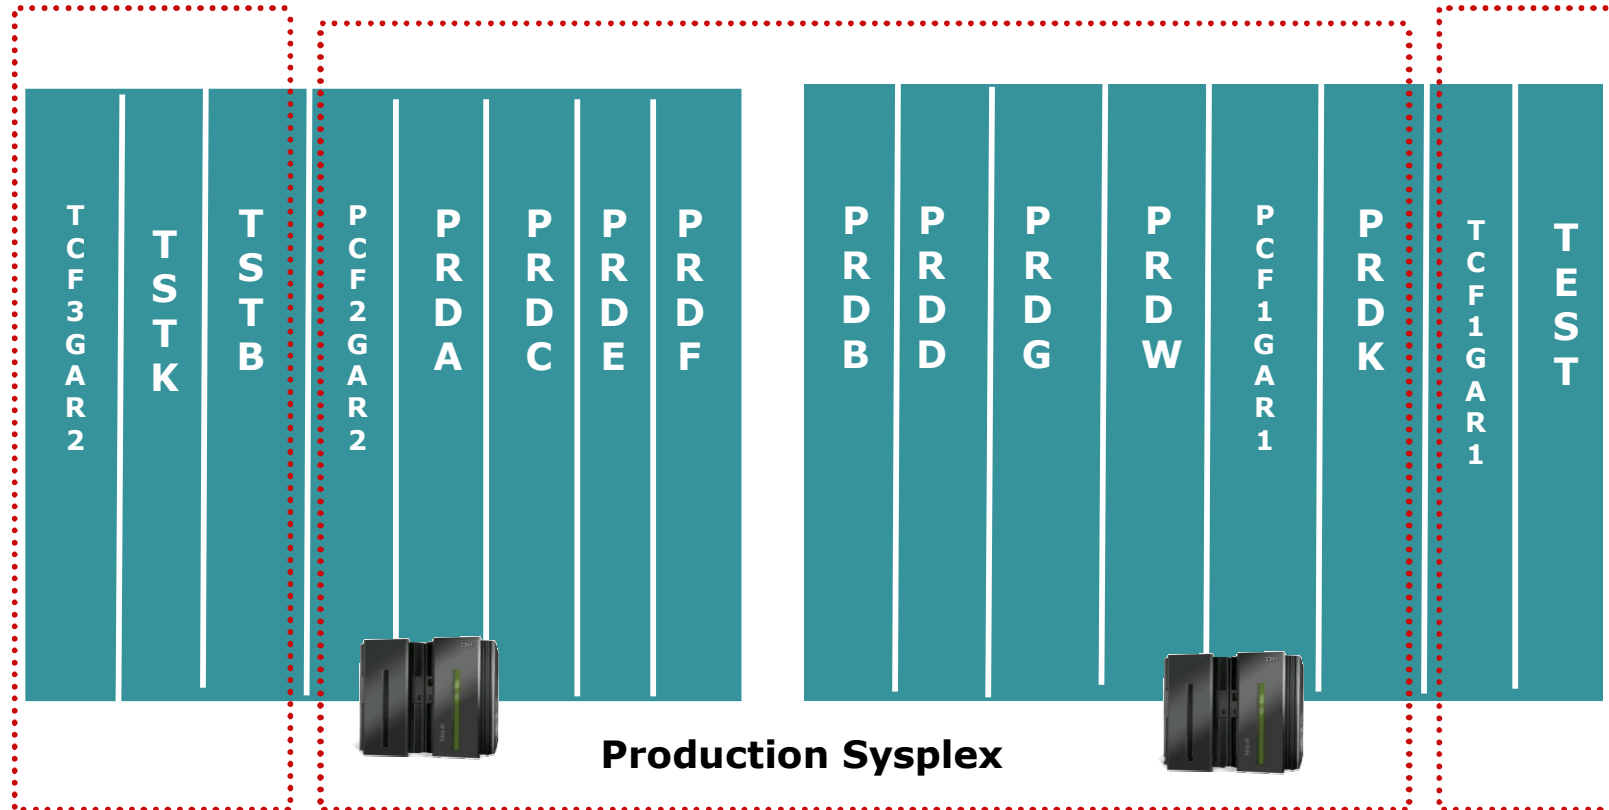 TCF3GAR2
TSTK
TSTB
PCF2GAR2
PRDA
PRDC
PRDE
PRDF
PRDB
PRDD
PRDG
PRDW
PCF1GAR1
PRDK
TCF1GAR1
TEST
Production Sysplex